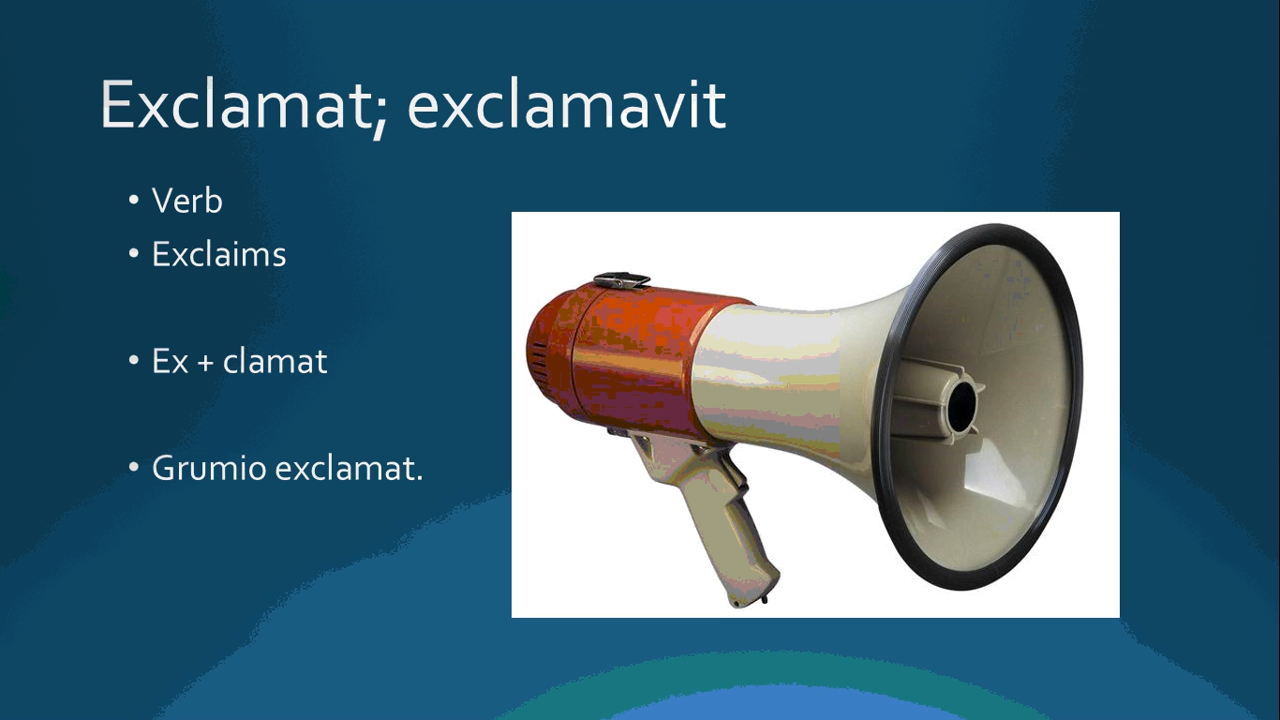 Exclamat; exclamavit
• Verb
• Exclaims
• Ex + clamat
• Grumio exclamat.